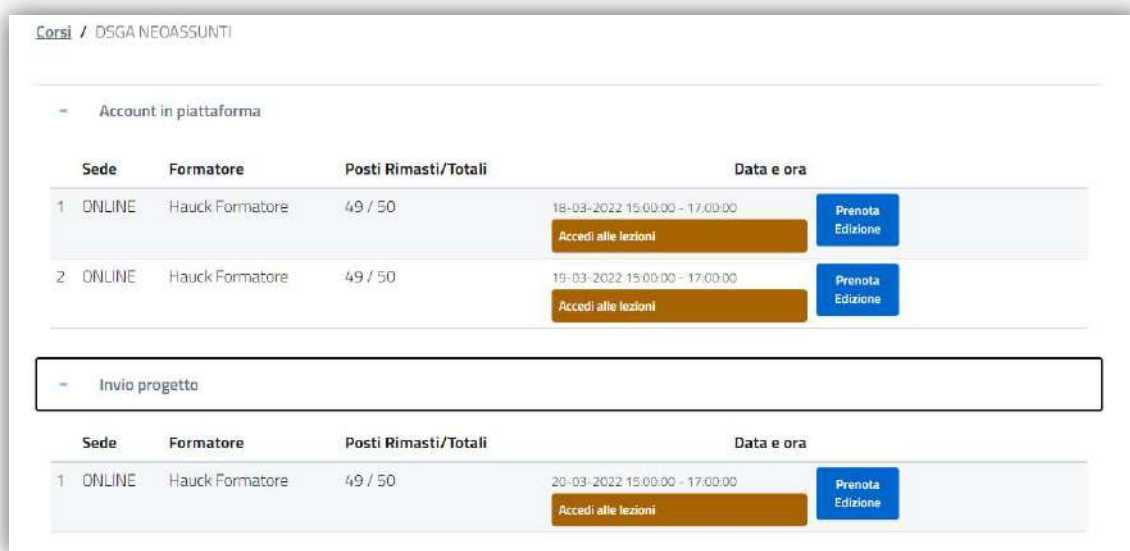 Corsi / DSGA NEOASSUNTI
– Account in piattaforma
Sede Formatore Posti Rimasti/Totali Data e ora
1 ONLINE Hauck Formatore 49 / 50 18-03-2022 15:00:00 - 17:00:00 Prenota Edizione
Accedi alle lezioni
2 ONLINE Hauck Formatore 49 / 50 19-03-2022 15:00:00 - 17:00:00 Prenota Edizione
Accedi alle lezioni
– Invio progetto
Sede Formatore Posti Rimasti/Totali Data e ora
1 ONLINE Hauck Formatore 49 / 50 20-03-2022 15:00:00 - 17:00:00 Prenota Edizione
Accedi alle lezioni